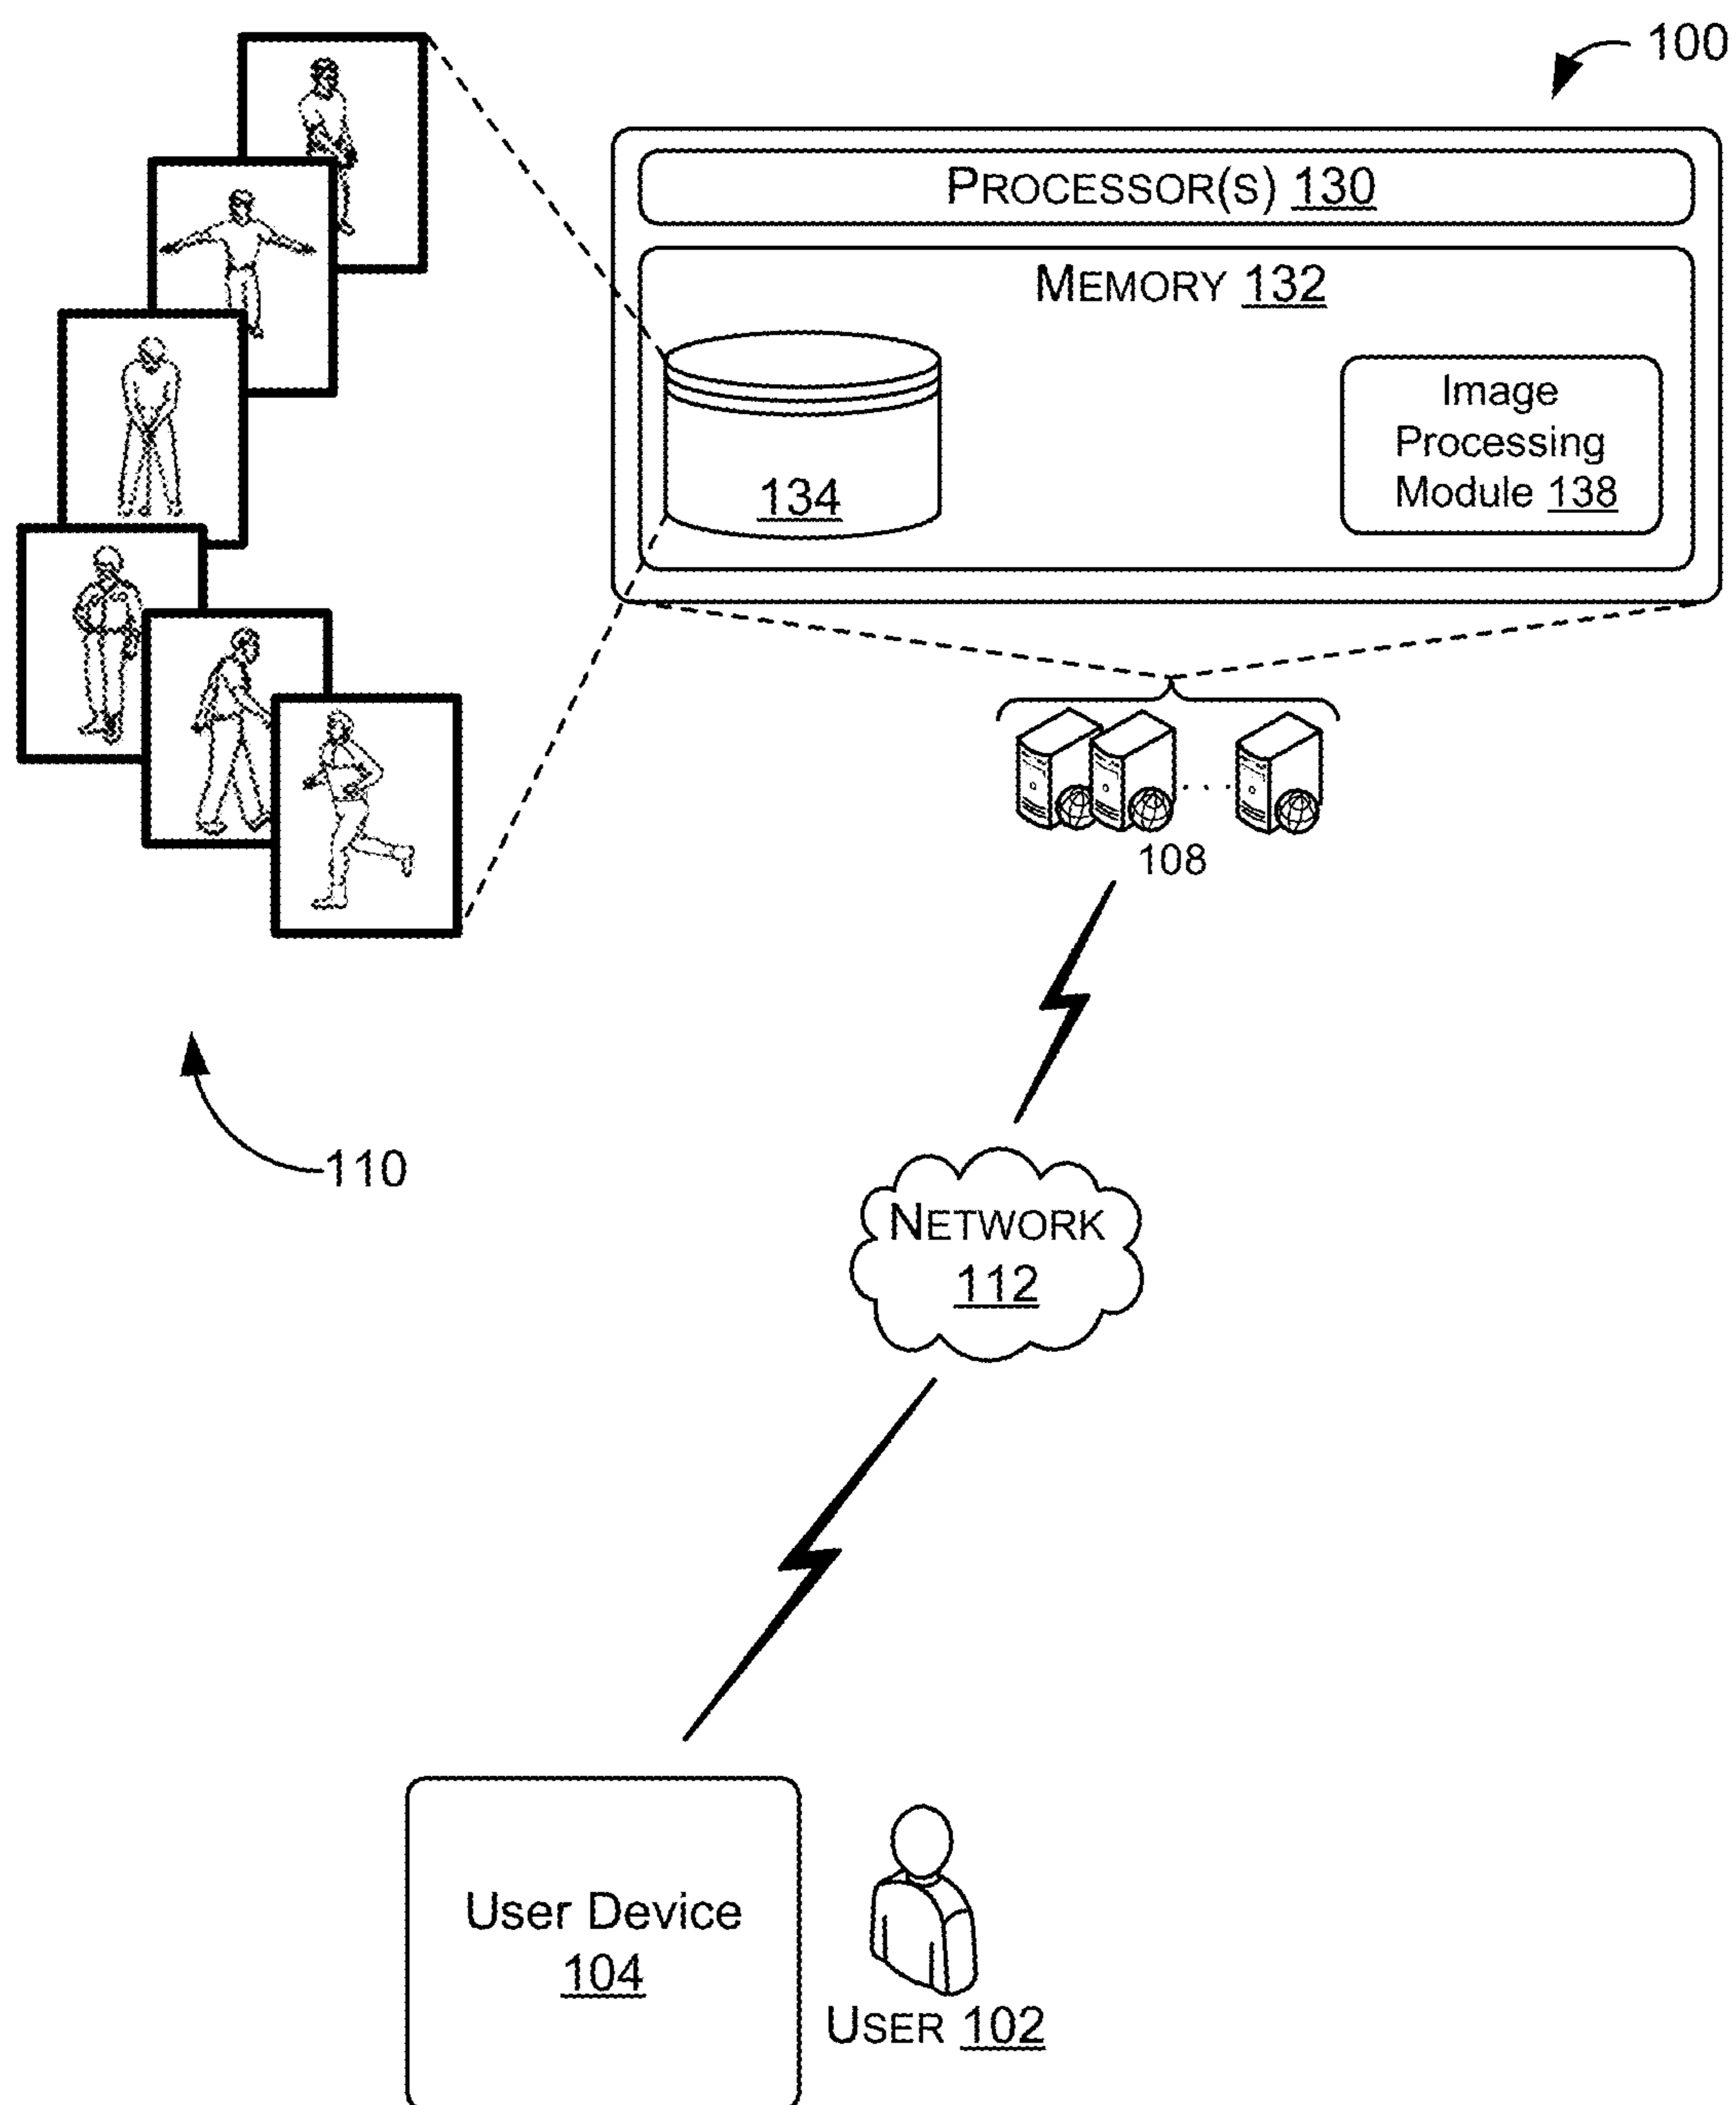 100
PROCESSOR(S) 130
MEMORY 132
134
Image
Processing
Module 138
108
110
NETWORK
112
User Device
104
USER 102